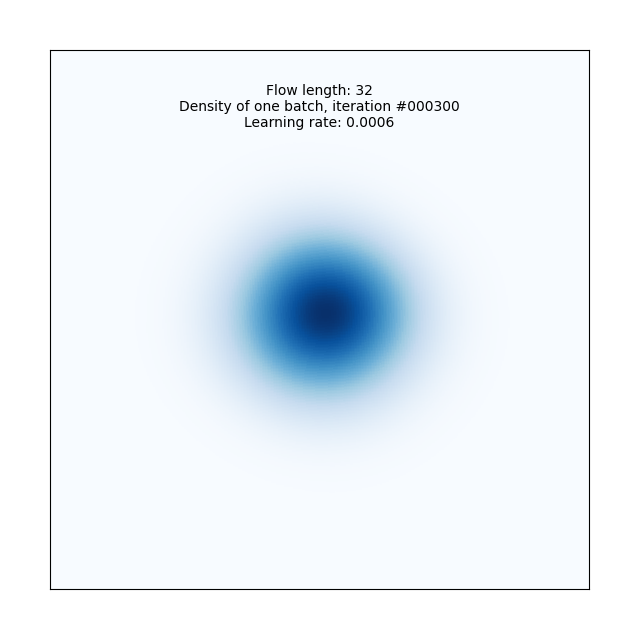 Flow length: 32
Density of one batch, iteration #000300
Learning rate: 0.0006